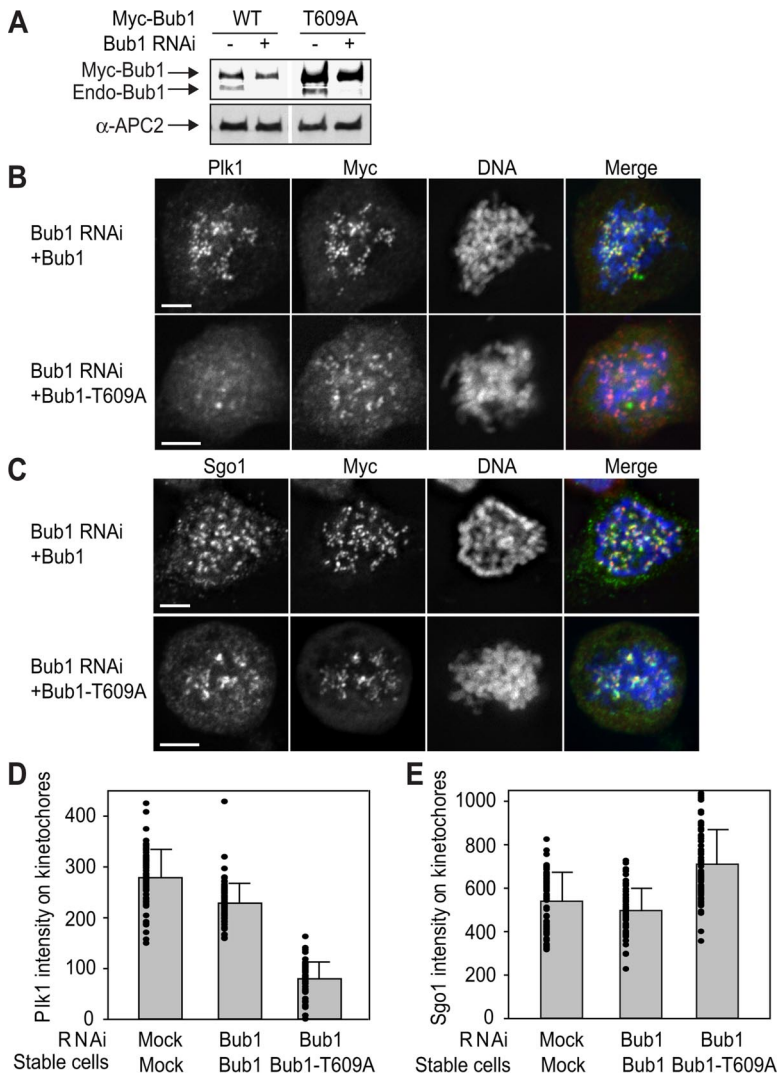 A
Myc-Bub1 WT T609A
Bub1 RNAi - + - +
Myc-Bub1
Endo-Bub1
α-APC2
B
Plk1 Myc DNA Merge
Bub1 RNAi
+Bub1
Bub1 RNAi
+Bub1-T609A
C
Sgo1 Myc DNA Merge
Bub1 RNAi
+Bub1
Bub1 RNAi
+Bub1-T609A
D
Plk1 intensity on kinetochores
400
300
200
100
0
RNAi Mock Bub1 Bub1
Stable cells Mock Bub1 Bub1-T609A
E
Sgo1 intensity on kinetochores
1000
800
600
400
200
0
RNAi Mock Bub1 Bub1
Stable cells Mock Bub1 Bub1-T609A